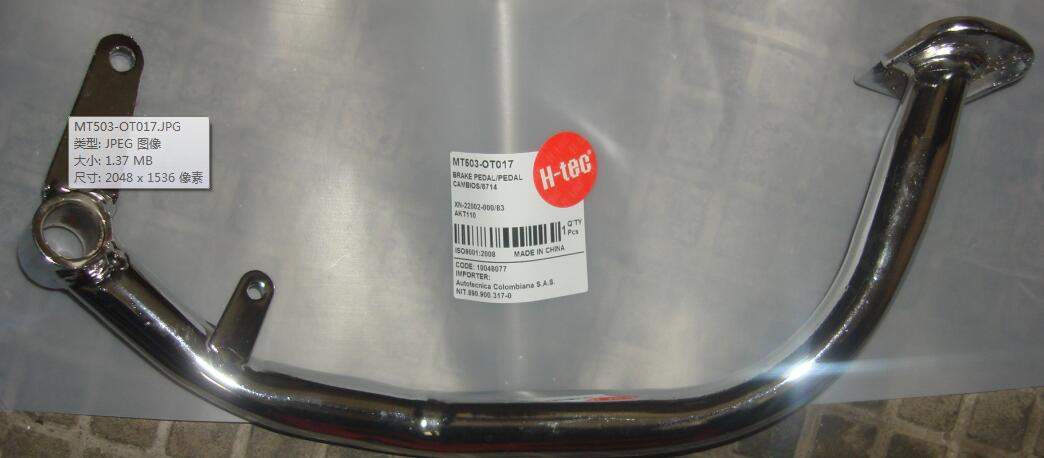 MT503-OT017.JPG
类型: JPEG 图像
大小: 1.37 MB
尺寸: 2048 x 1536 像素
MT503-OT017
H-tec
BRAKE PEDAL/PEDAL
CAMBIOS/8714
XN-22802-000/83
AKT110
1 Q'TY
Pcs
ISO9001:2008 MADE IN CHINA
CODE: 10048077
IMPORTER:
Autotecnica Colombiana S.A.S.
NIT.890.900.317-0